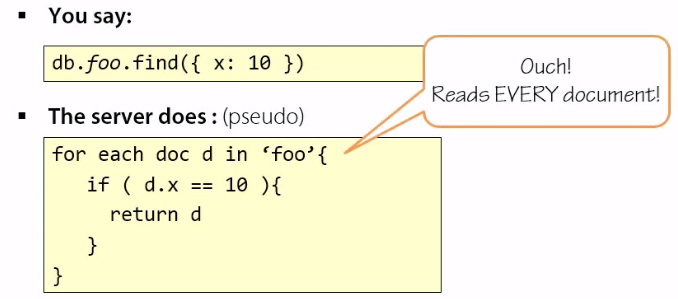 ▪ You say:
db.foo.find({ x: 10 })
Ouch!
Reads EVERY document!
▪ The server does : (pseudo)
for each doc d in ‘foo’{
if ( d.x == 10 ){
return d
}
}